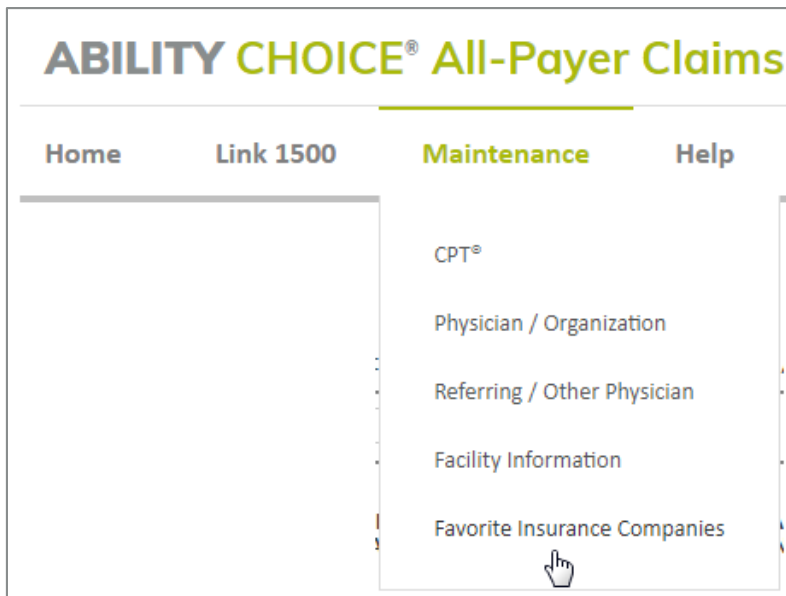 ABILITY CHOICE® All-Payer Claims
Home Link 1500 Maintenance Help
CPT®
Physician / Organization
Referring / Other Physician
Facility Information
Favorite Insurance Companies